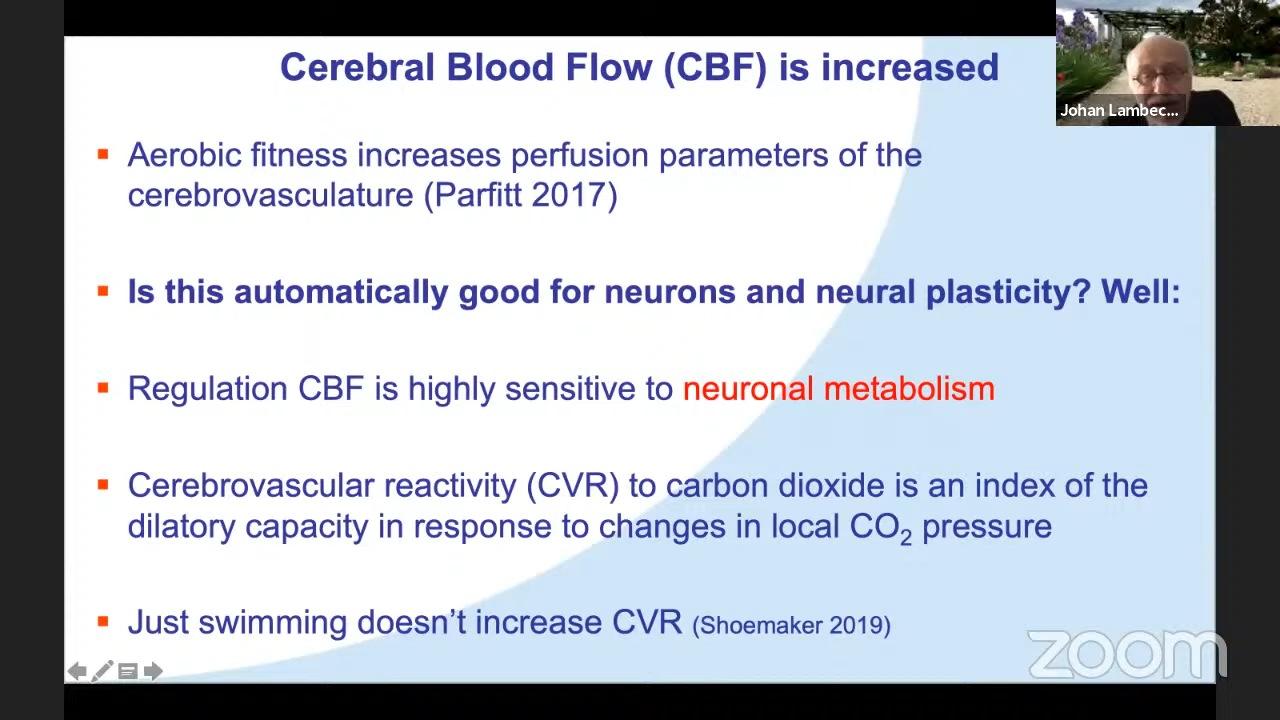 Cerebral Blood Flow (CBF) is increased
Johan Lambec...
▪ Aerobic fitness increases perfusion parameters of the
cerebrovasculature (Parfitt 2017)
▪ Is this automatically good for neurons and neural plasticity? Well:
▪ Regulation CBF is highly sensitive to neuronal metabolism
▪ Cerebrovascular reactivity (CVR) to carbon dioxide is an index of the
dilatory capacity in response to changes in local CO₂ pressure
▪ Just swimming doesn’t increase CVR (Shoemaker 2019)
zoom